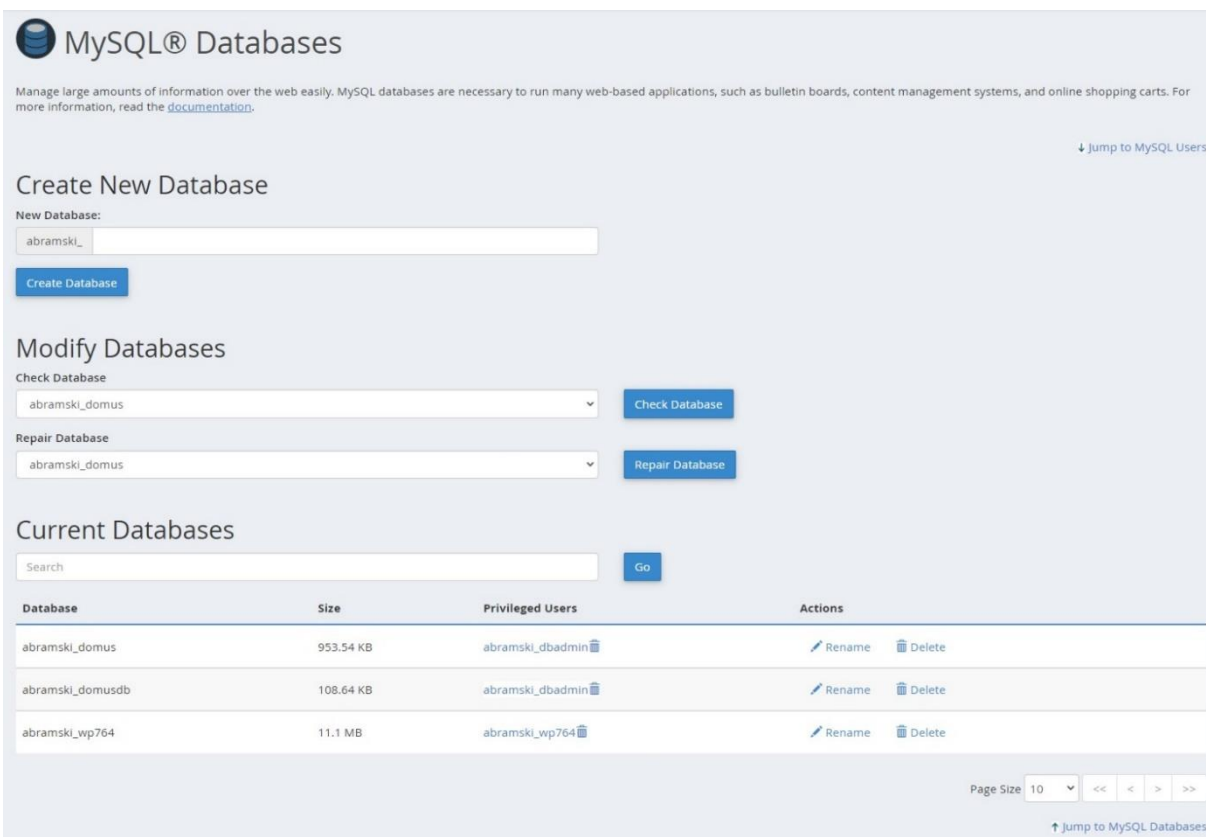 MySQL® Databases
Manage large amounts of information over the web easily. MySQL databases are necessary to run many web-based applications, such as bulletin boards, content management systems, and online shopping carts. For
more information, read the documentation.
Jump to MySQL Users
Create New Database
New Database:
abramski_
Create Database
Modify Databases
Check Database
abramski_domus
Check Database
Repair Database
abramski_domus
Repair Database
Current Databases
Search
Go
Database Size Privileged Users Actions
abramski_domus 953.54 KB abramski_dbadmin Rename Delete
abramski_domusdb 108.64 KB abramski_dbadmin Rename Delete
abramski_wp764 11.1 MB abramski_wp764 Rename Delete
Page Size 10 << < > >>
Jump to MySQL Databases